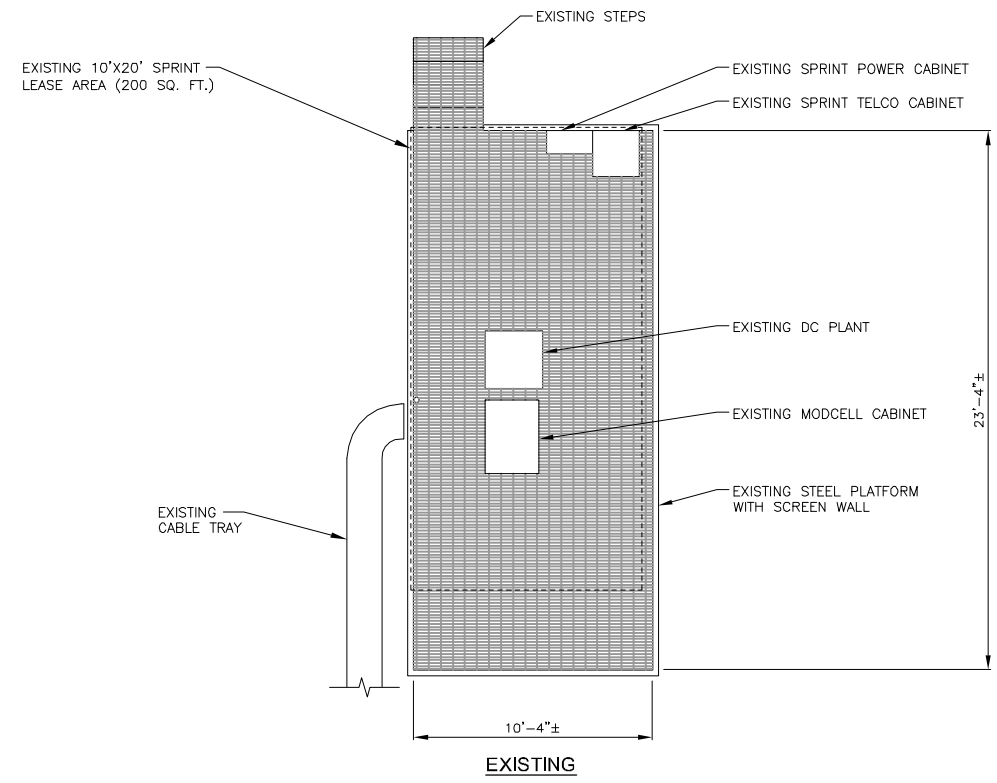 EXISTING STEPS
EXISTING 10'X20' SPRINT
LEASE AREA (200 SQ. FT.)
EXISTING SPRINT POWER CABINET
EXISTING SPRINT TELCO CABINET
EXISTING DC PLANT
EXISTING MODCELL CABINET
23'-4"±
EXISTING STEEL PLATFORM
WITH SCREEN WALL
EXISTING
CABLE TRAY
10'-4"±
EXISTING